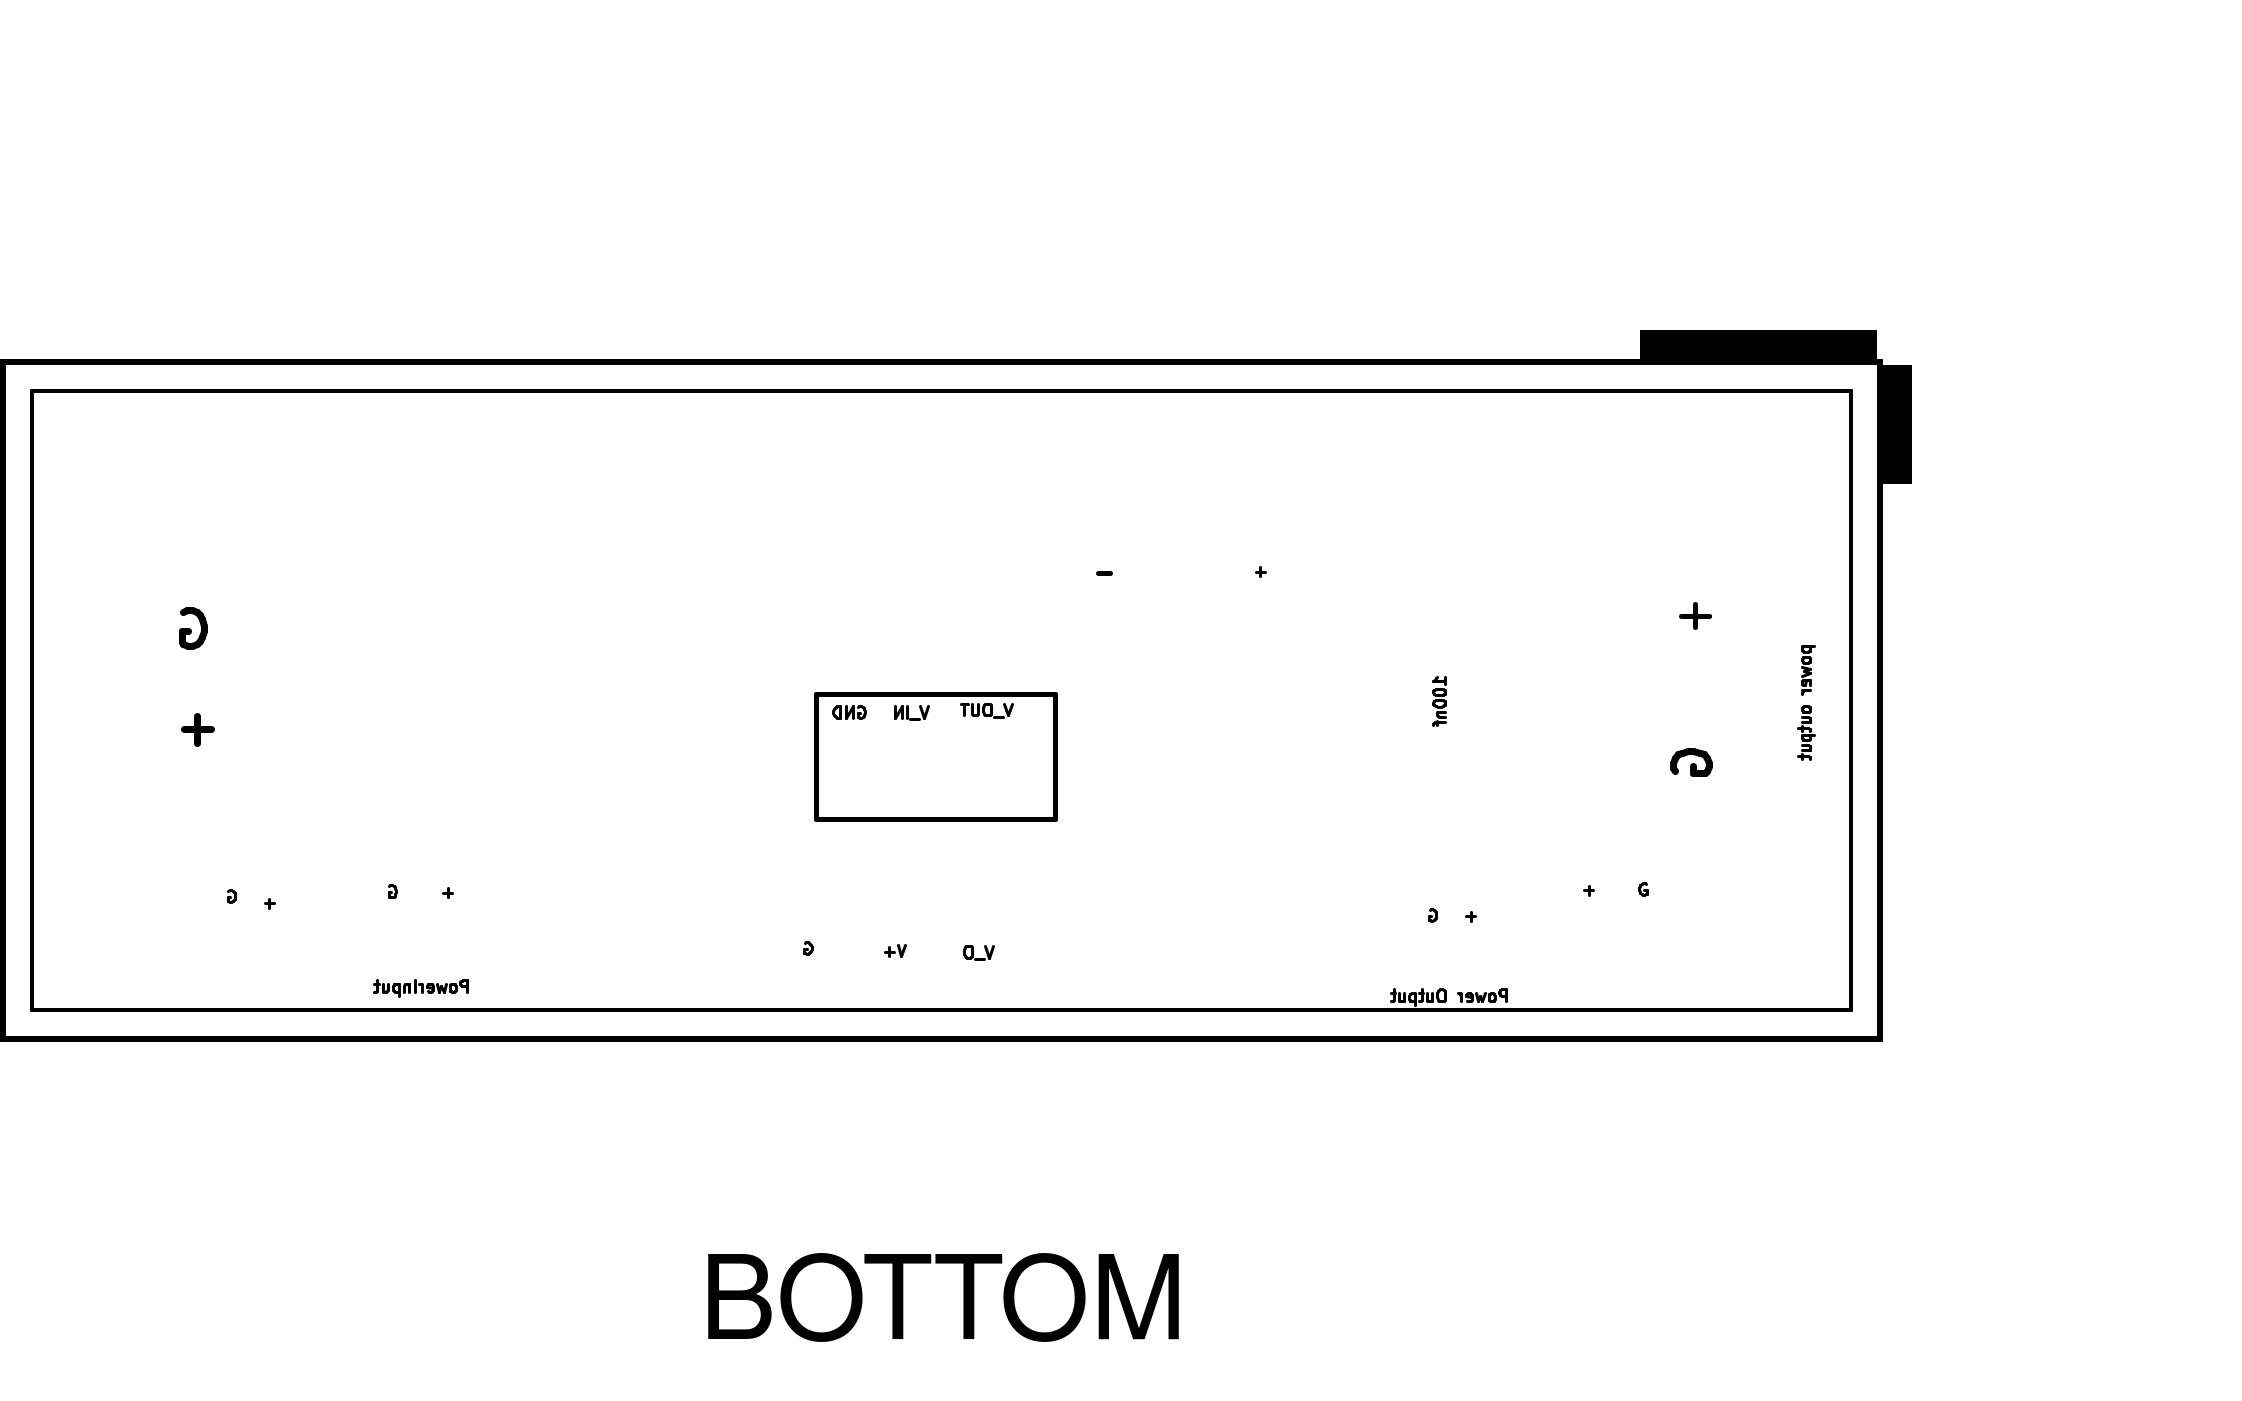 - +
G
+
+
G
power output
100nf
V_OUT V_IN GND
G +
G +
G +
+ G
G V+ V_O
PowerInput
Power Output
BOTTOM